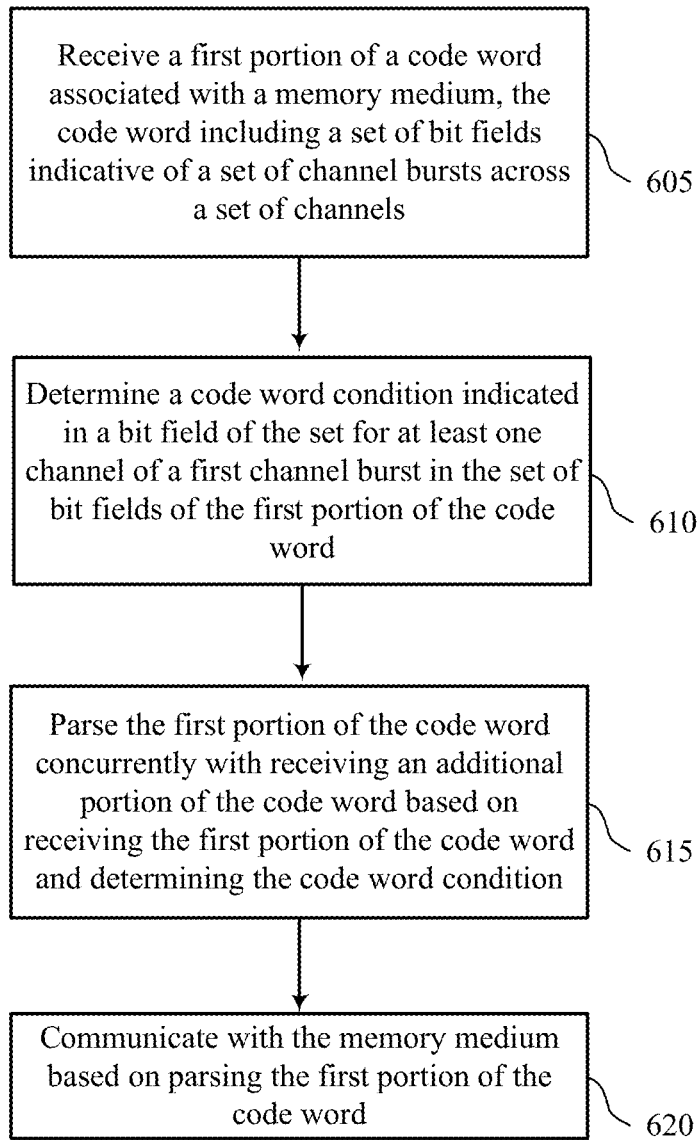 Receive a first portion of a code word
associated with a memory medium, the
code word including a set of bit fields
indicative of a set of channel bursts across
a set of channels
605
Determine a code word condition indicated
in a bit field of the set for at least one
channel of a first channel burst in the set of
bit fields of the first portion of the code
word
610
Parse the first portion of the code word
concurrently with receiving an additional
portion of the code word based on
receiving the first portion of the code word
and determining the code word condition
615
Communicate with the memory medium
based on parsing the first portion of the
code word
620